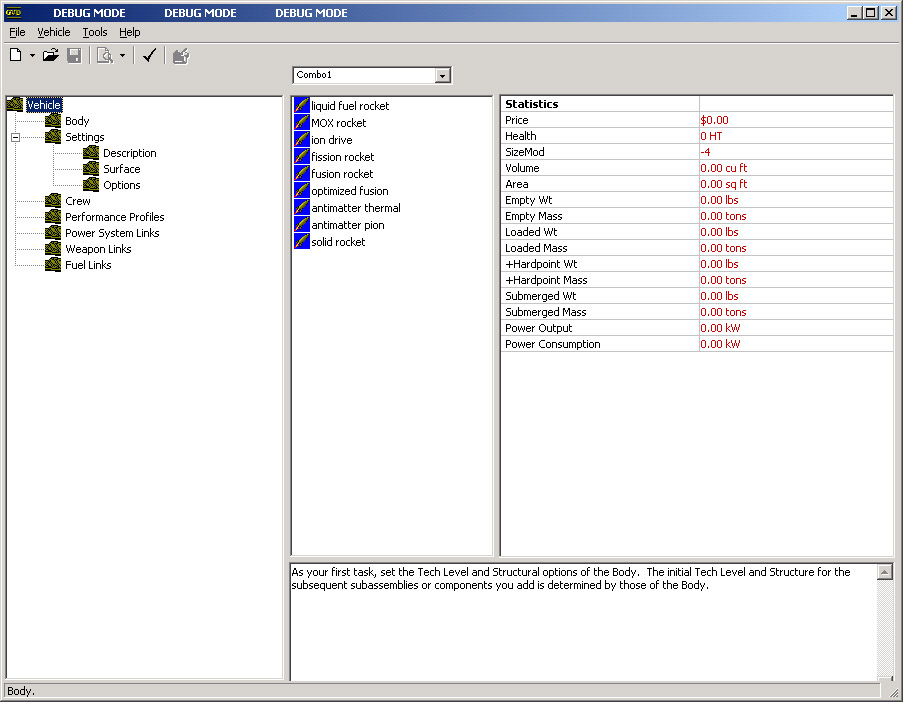 DEBUG MODE DEBUG MODE DEBUG MODE
File Vehicle Tools Help
Combo1
Vehicle
Body
Settings
Description
Surface
Options
Crew
Performance Profiles
Power System Links
Weapon Links
Fuel Links
liquid fuel rocket
MOX rocket
ion drive
fission rocket
fusion rocket
optimized fusion
antimatter thermal
antimatter pion
solid rocket
Statistics
Price $0.00
Health 0 HT
SizeMod -4
Volume 0.00 cu ft
Area 0.00 sq ft
Empty Wt 0.00 lbs
Empty Mass 0.00 tons
Loaded Wt 0.00 lbs
Loaded Mass 0.00 tons
+Hardpoint Wt 0.00 lbs
+Hardpoint Mass 0.00 tons
Submerged Wt 0.00 lbs
Submerged Mass 0.00 tons
Power Output 0.00 kW
Power Consumption 0.00 kW
As your first task, set the Tech Level and Structural options of the Body. The initial Tech Level and Structure for the
subsequent subassemblies or components you add is determined by those of the Body.
Body.